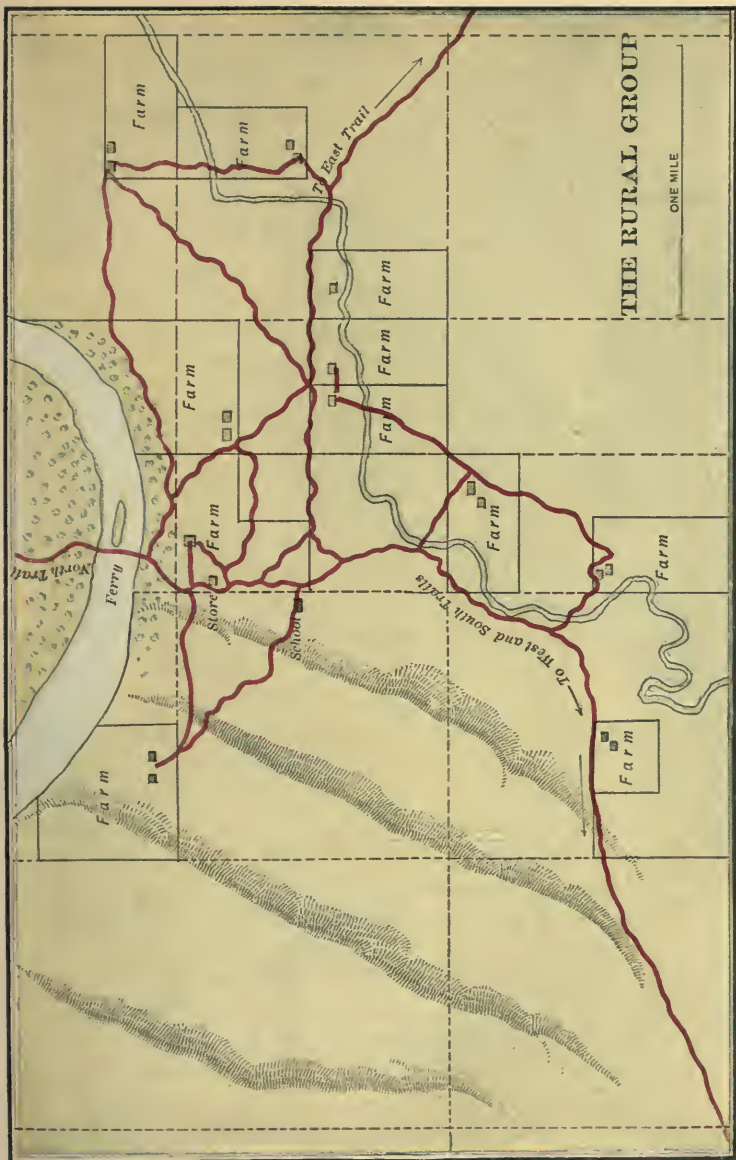 North Trail
Farm
Ferry
Farm
Farm
Farm
Store
Farm
School
To East Trail
Farm
Farm
Farm
To West and South Trails
Farm
Farm
THE RURAL GROUP
Farm
ONE MILE